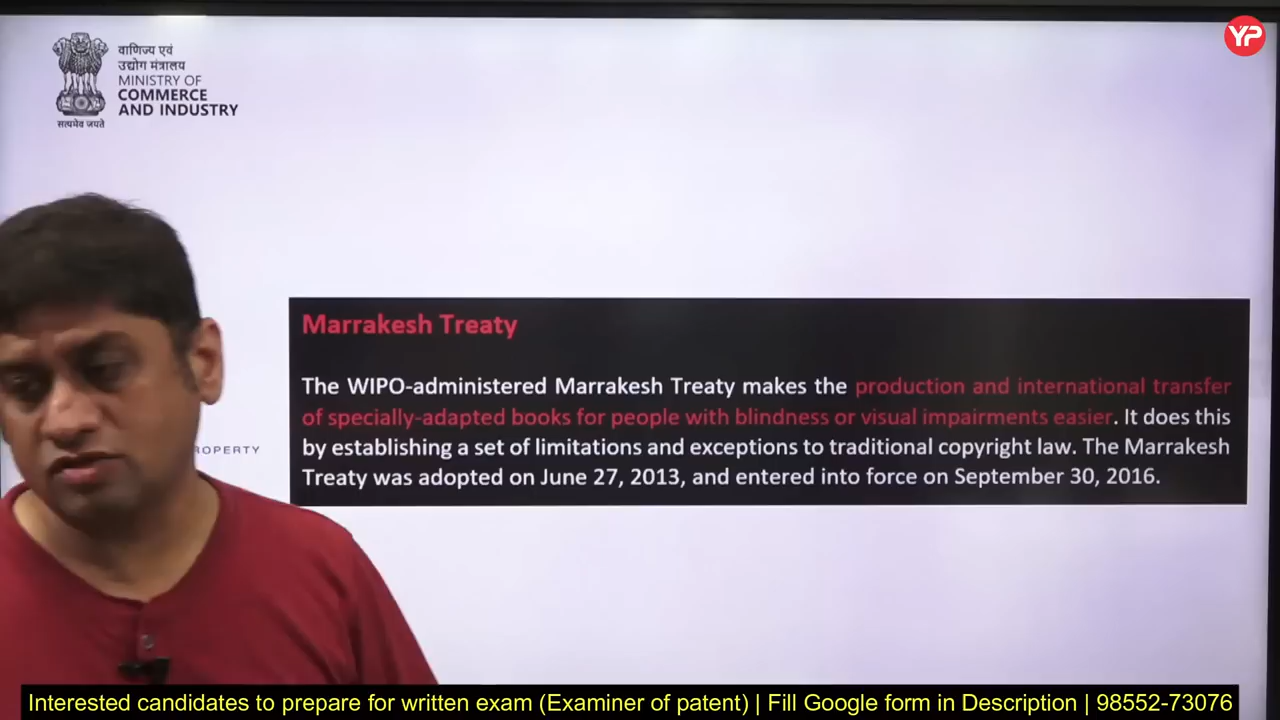 YP
वाणिज्य एवं
उद्योग मंत्रालय
MINISTRY OF
COMMERCE
AND INDUSTRY
सत्यमेव जयते
Marrakesh Treaty
The WIPO-administered Marrakesh Treaty makes the production and international transfer
of specially-adapted books for people with blindness or visual impairments easier. It does this
by establishing a set of limitations and exceptions to traditional copyright law. The Marrakesh
Treaty was adopted on June 27, 2013, and entered into force on September 30, 2016.
Interested candidates to prepare for written exam (Examiner of patent) | Fill Google form in Description | 98552-73076